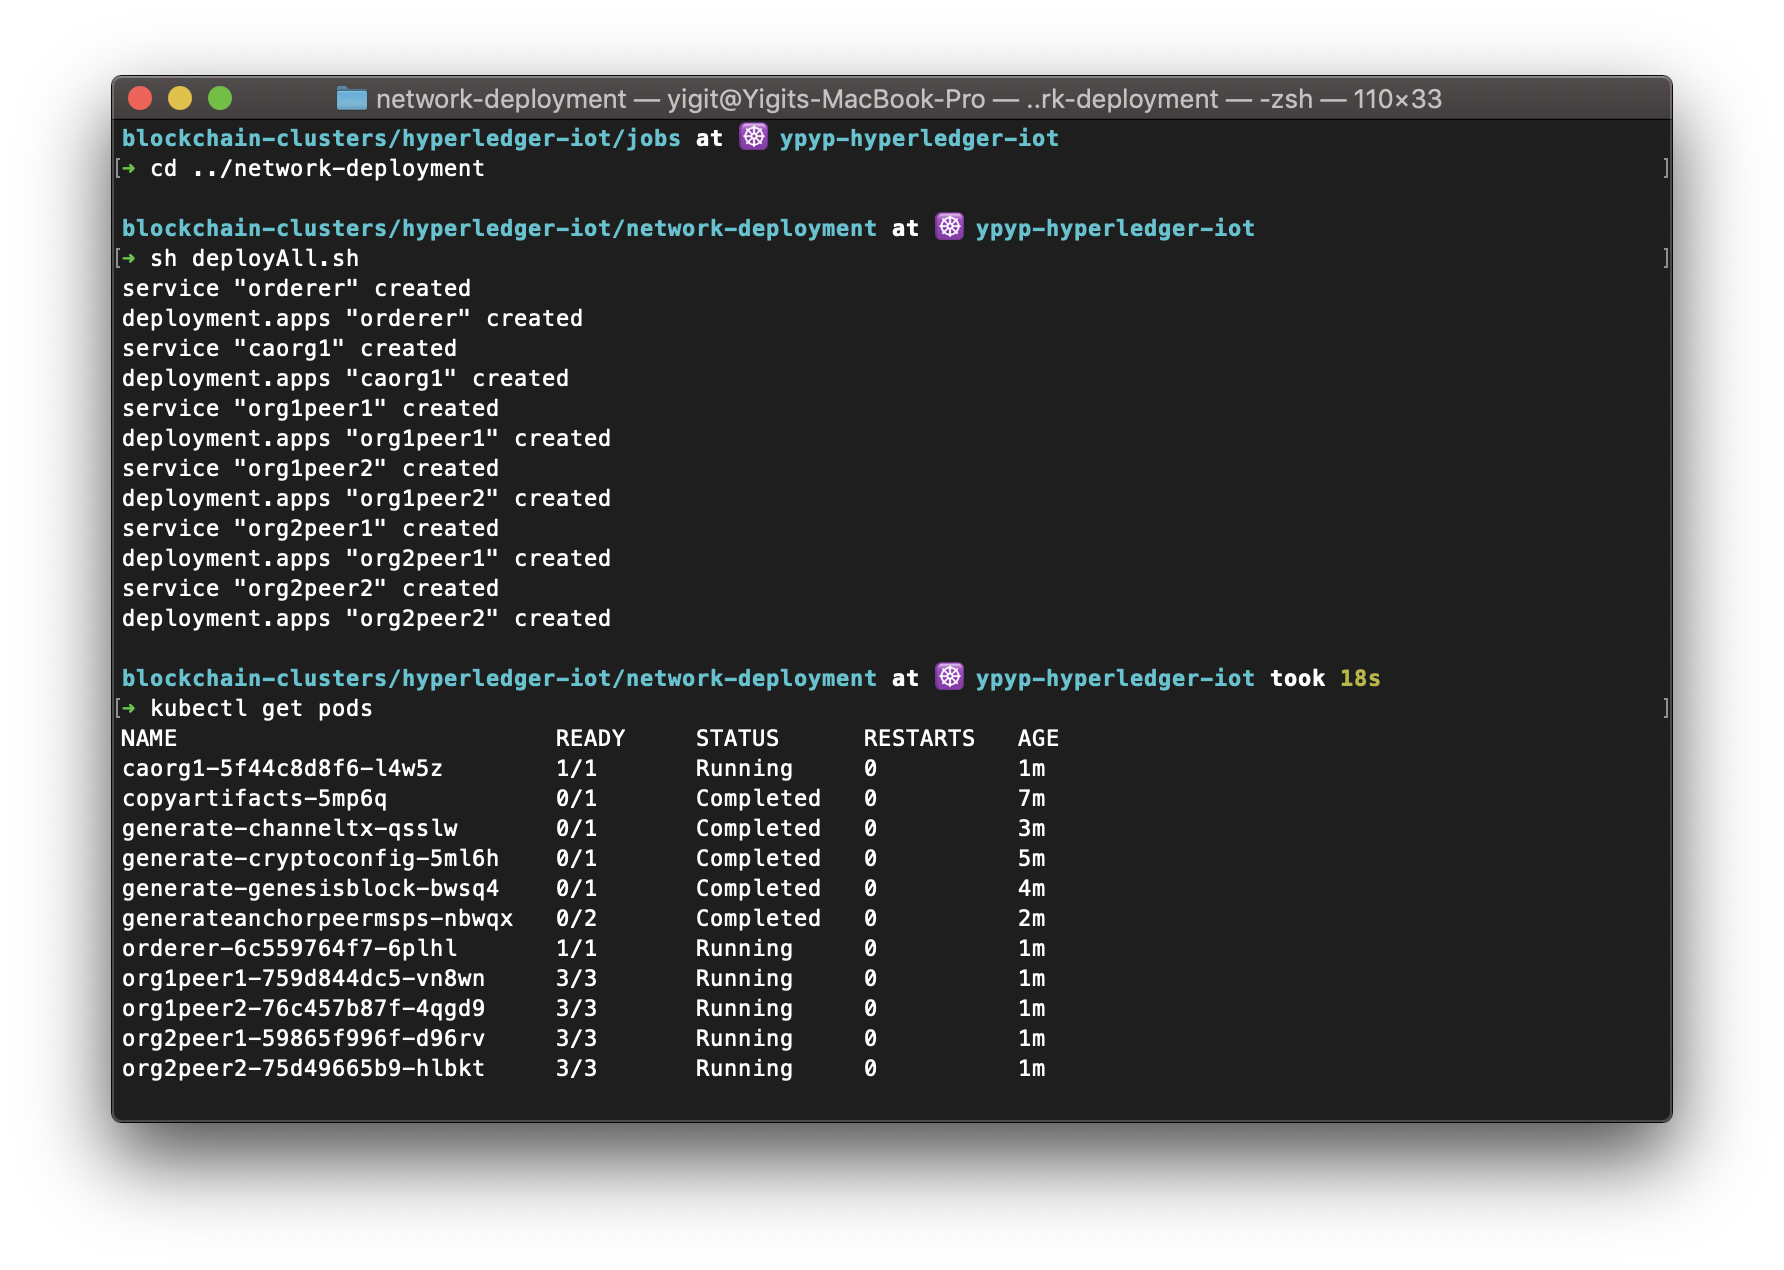 network-deployment — yigit@Yigits-MacBook-Pro — ..rk-deployment — -zsh — 110×33
blockchain-clusters/hyperledger-iot/jobs at ☸ ypyp-hyperledger-iot
[➜ cd ../network-deployment ]
blockchain-clusters/hyperledger-iot/network-deployment at ☸ ypyp-hyperledger-iot
[➜ sh deployAll.sh ]
service "orderer" created
deployment.apps "orderer" created
service "caorg1" created
deployment.apps "caorg1" created
service "org1peer1" created
deployment.apps "org1peer1" created
service "org1peer2" created
deployment.apps "org1peer2" created
service "org2peer1" created
deployment.apps "org2peer1" created
service "org2peer2" created
deployment.apps "org2peer2" created
blockchain-clusters/hyperledger-iot/network-deployment at ☸ ypyp-hyperledger-iot took 18s
[➜ kubectl get pods ]
NAME READY STATUS RESTARTS AGE
caorg1-5f44c8d8f6-l4w5z 1/1 Running 0 1m
copyartifacts-5mp6q 0/1 Completed 0 7m
generate-channeltx-qsslw 0/1 Completed 0 3m
generate-cryptoconfig-5ml6h 0/1 Completed 0 5m
generate-genesisblock-bwsq4 0/1 Completed 0 4m
generateanchorpeermsps-nbwqx 0/2 Completed 0 2m
orderer-6c559764f7-6plhl 1/1 Running 0 1m
org1peer1-759d844dc5-vn8wn 3/3 Running 0 1m
org1peer2-76c457b87f-4qgd9 3/3 Running 0 1m
org2peer1-59865f996f-d96rv 3/3 Running 0 1m
org2peer2-75d49665b9-hlbkt 3/3 Running 0 1m